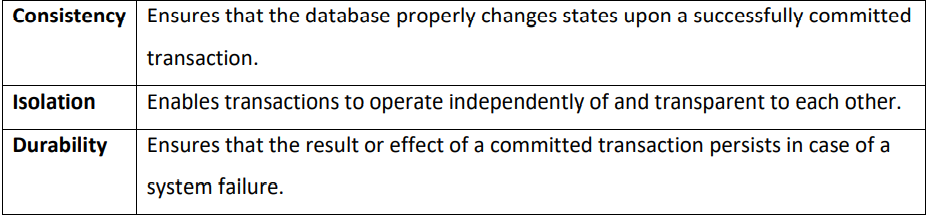 Consistency Ensures that the database properly changes states upon a successfully committed
transaction.
Isolation Enables transactions to operate independently of and transparent to each other.
Durability Ensures that the result or effect of a committed transaction persists in case of a
system failure.